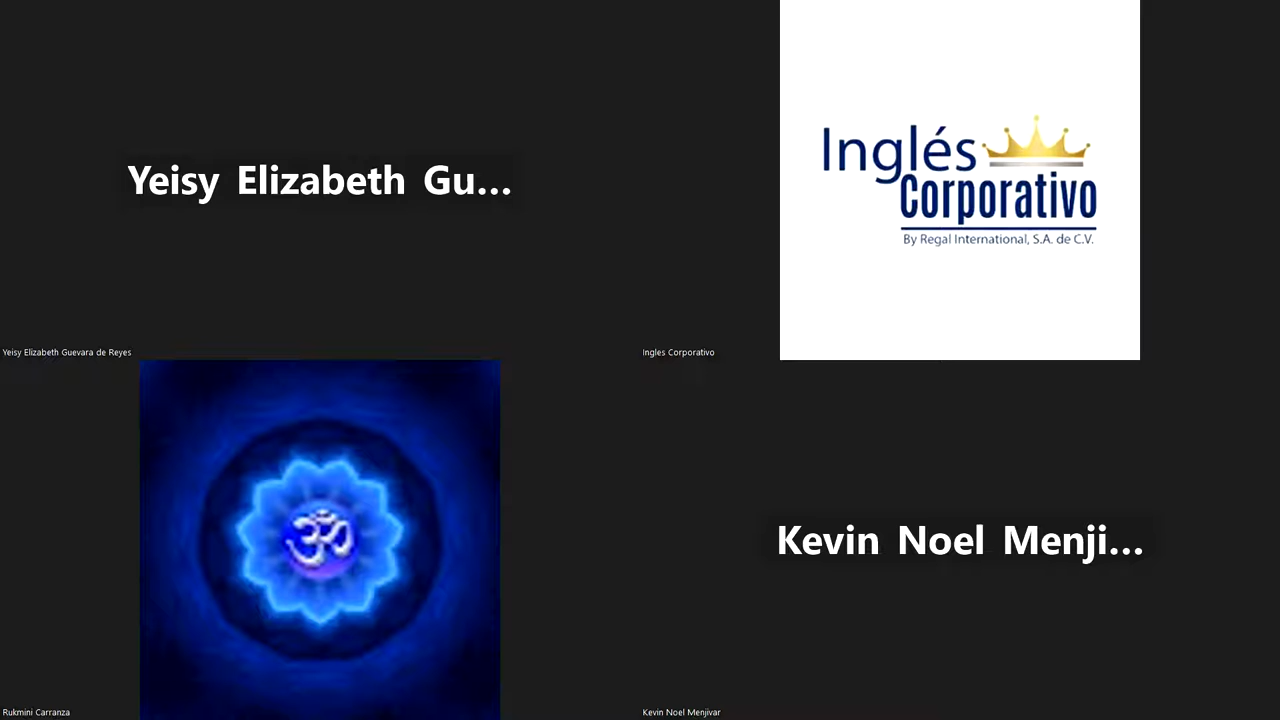 Yeisy Elizabeth Gu...
Inglés
Corporativo
By Regal International, S.A. de C.V.
Yeisy Elizabeth Guevara de Reyes
Ingles Corporativo
ॐ
Kevin Noel Menji...
Rukmini Carranza
Kevin Noel Menjivar